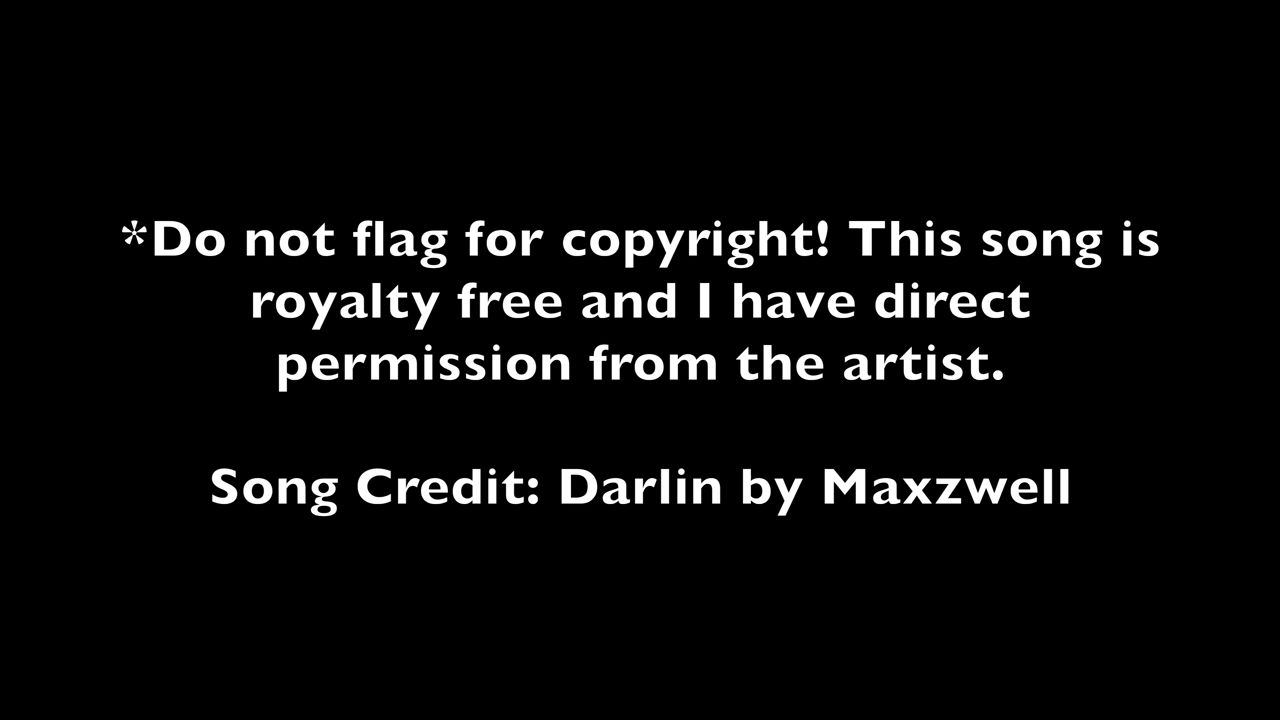 *Do not flag for copyright! This song is
royalty free and I have direct
permission from the artist.
Song Credit: Darlin by Maxzwell